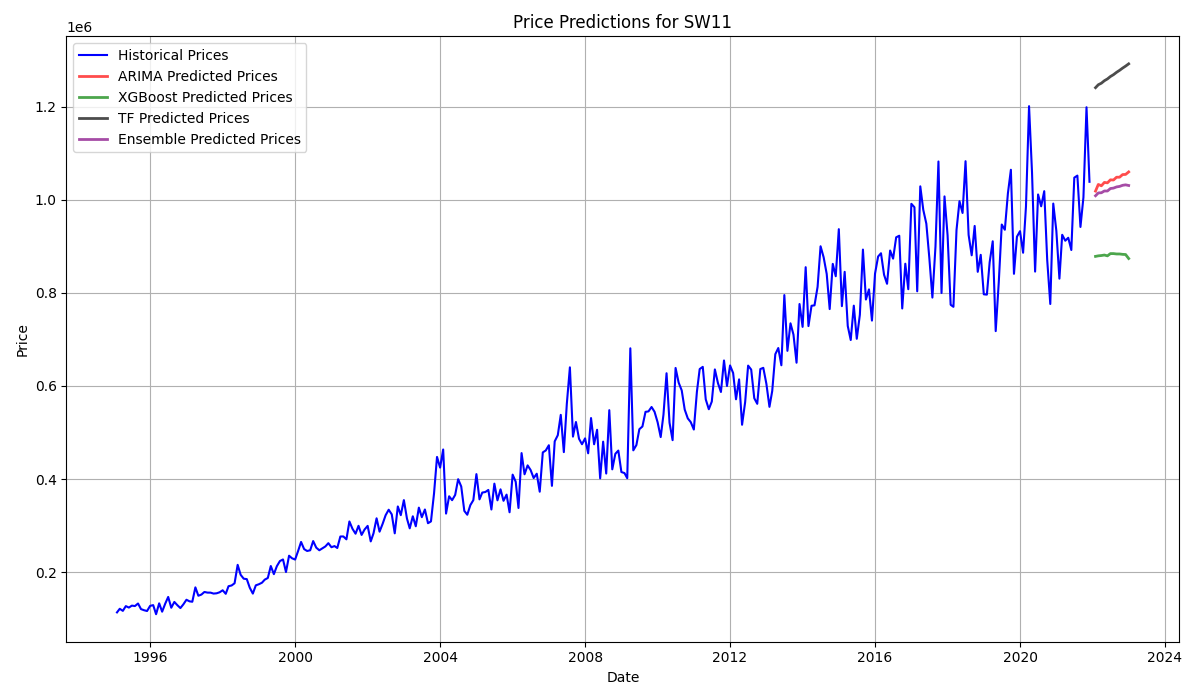 Price Predictions for SW11
1e6
Historical Prices
ARIMA Predicted Prices
XGBoost Predicted Prices
TF Predicted Prices
Ensemble Predicted Prices
1.2
1.0
0.8
0.6
0.4
0.2
Price
1996 2000 2004 2008 2012 2016 2020 2024
Date